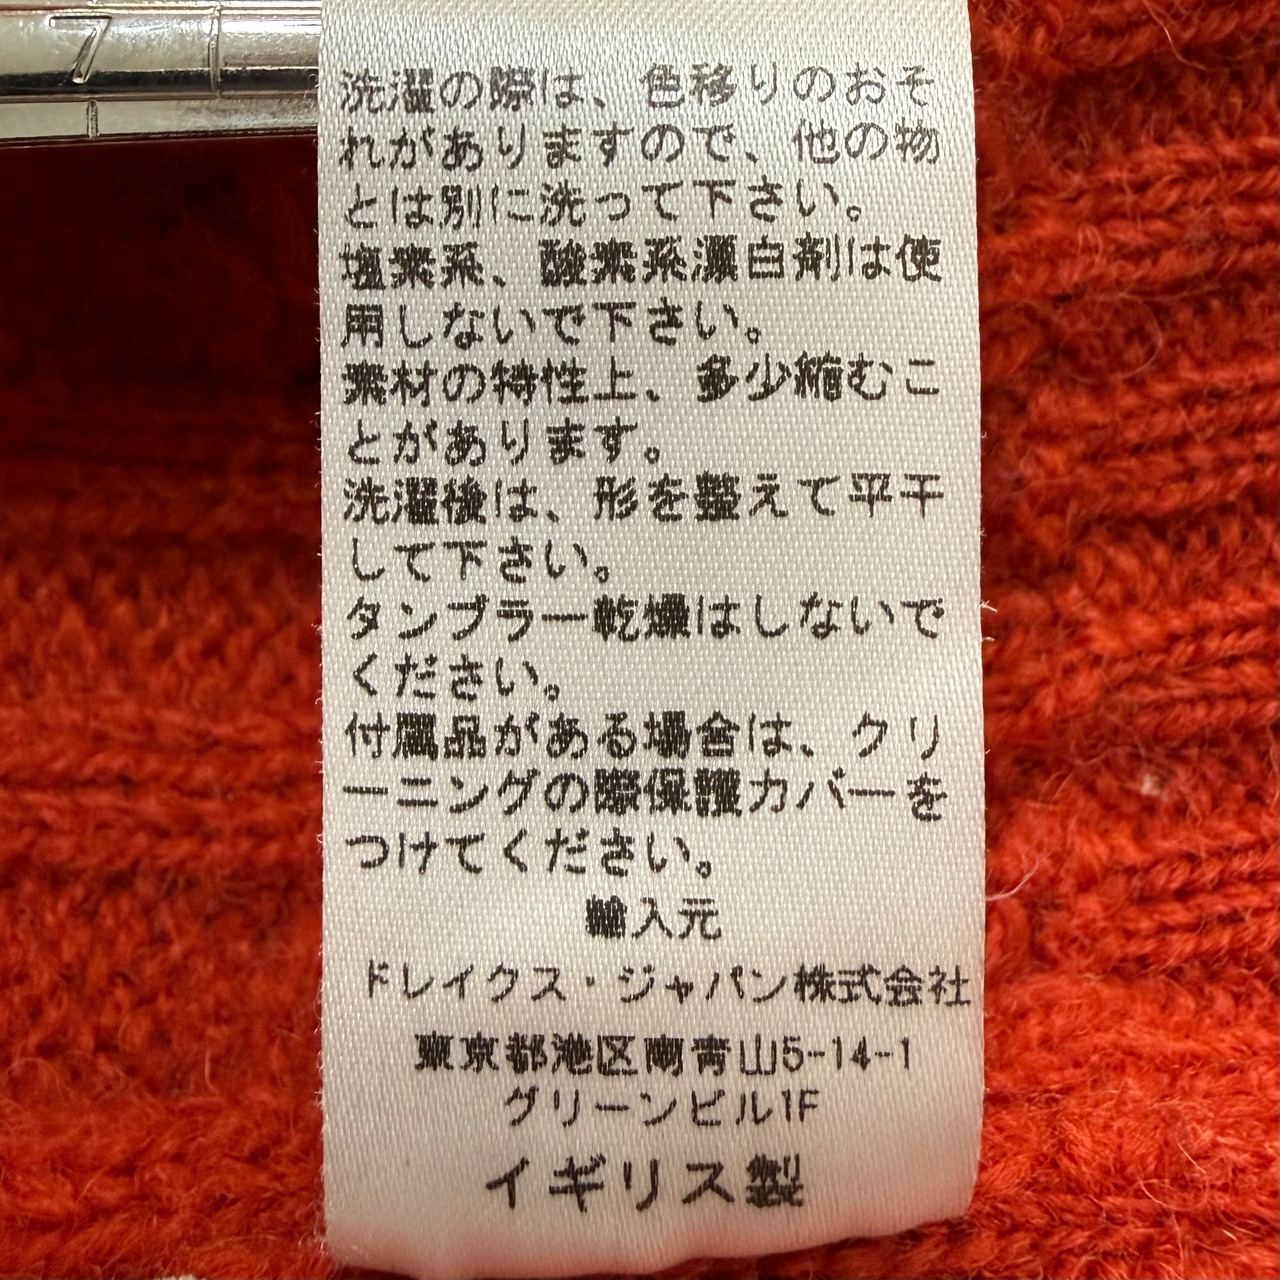 7
洗濯の際は、色移りのおそ
れがありますので、他の物
とは別に洗って下さい。
塩素系、酸素系漂白剤は使
用しないで下さい。
素材の特性上、多少縮むこ
とがあります。
洗濯後は、形を整えて平干
して下さい。
タンブラー乾燥はしないで
ください。
付属品がある場合は、クリ
ーニングの際保護カバーを
つけてください。
輸入元
ドレイクス・ジャパン株式会社
東京都港区南青山5-14-1
グリーンビル1F
イギリス製